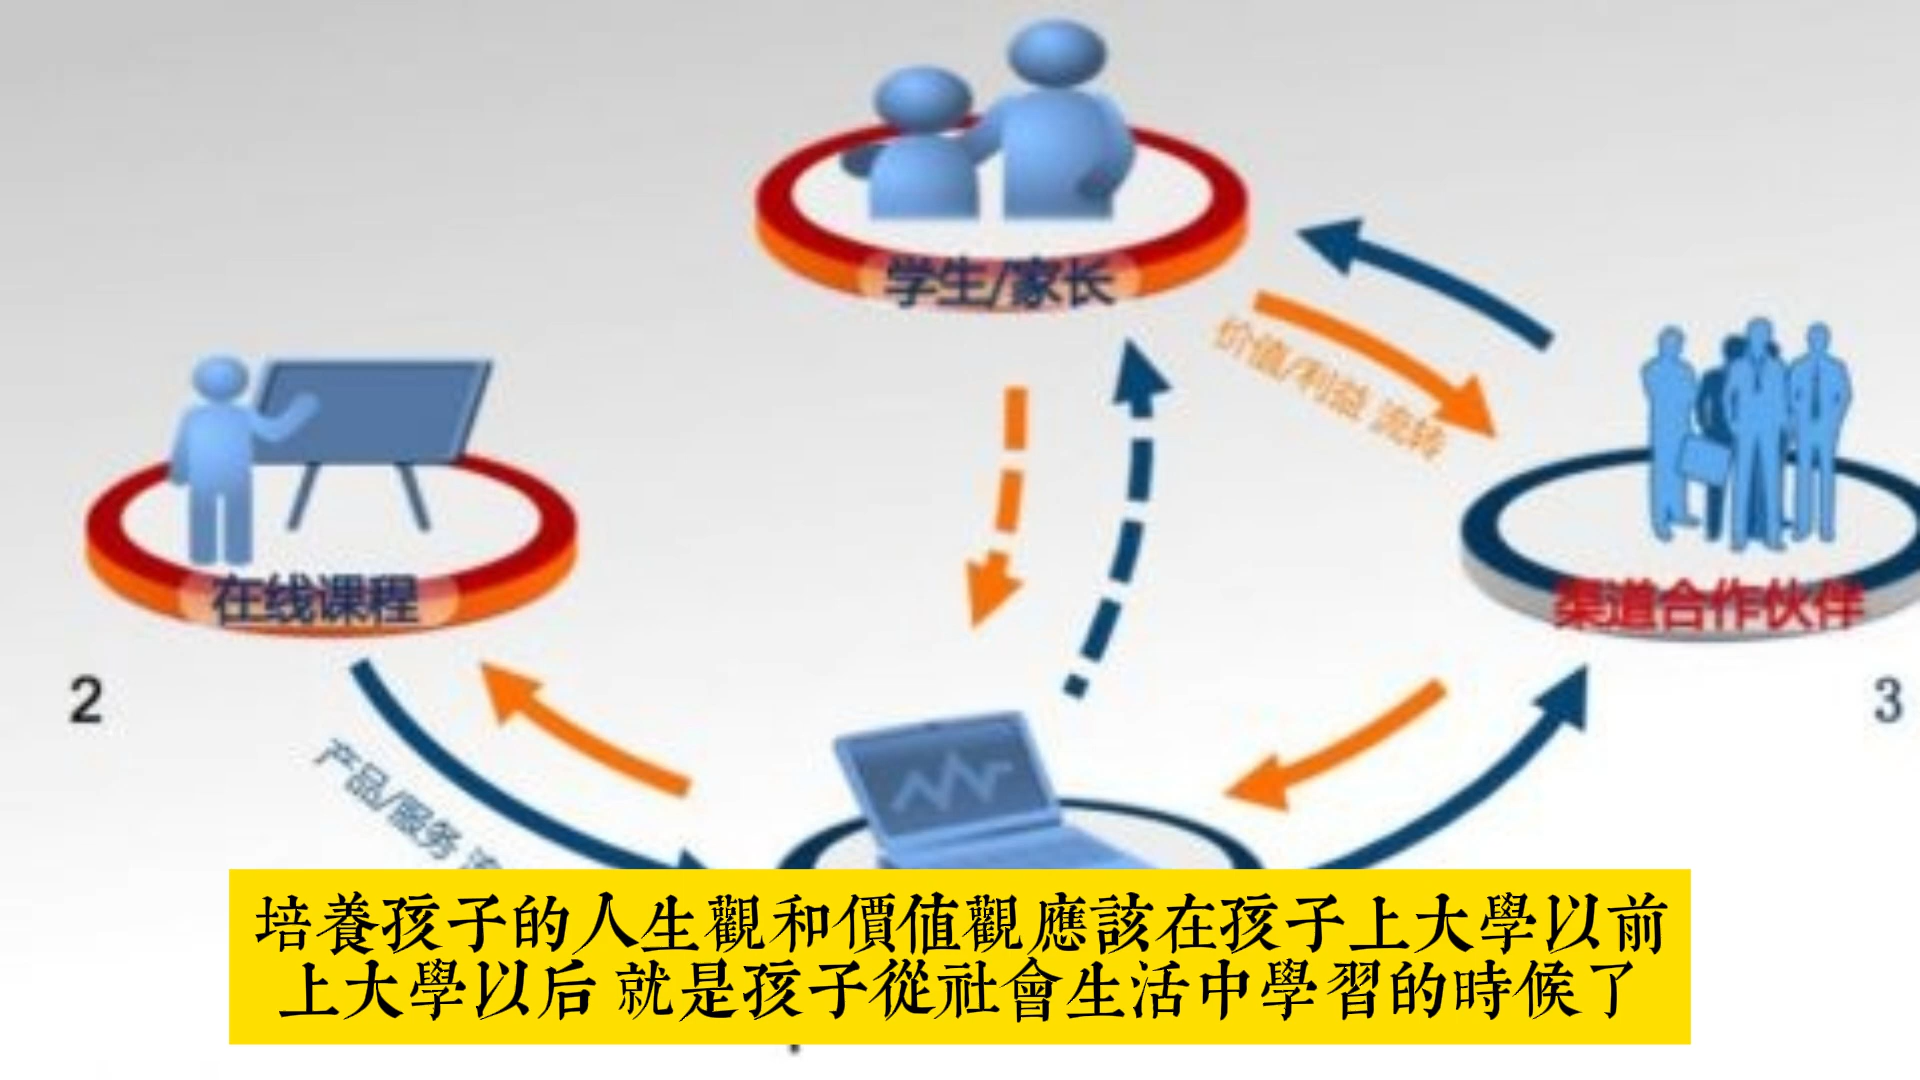 学生/家长
价值/利益 流转
在线课程
渠道合作伙伴
2
3
产品/服务
培養孩子的人生觀和價值觀應該在孩子上大學以前
上大學以后 就是孩子從社會生活中學習的時候了